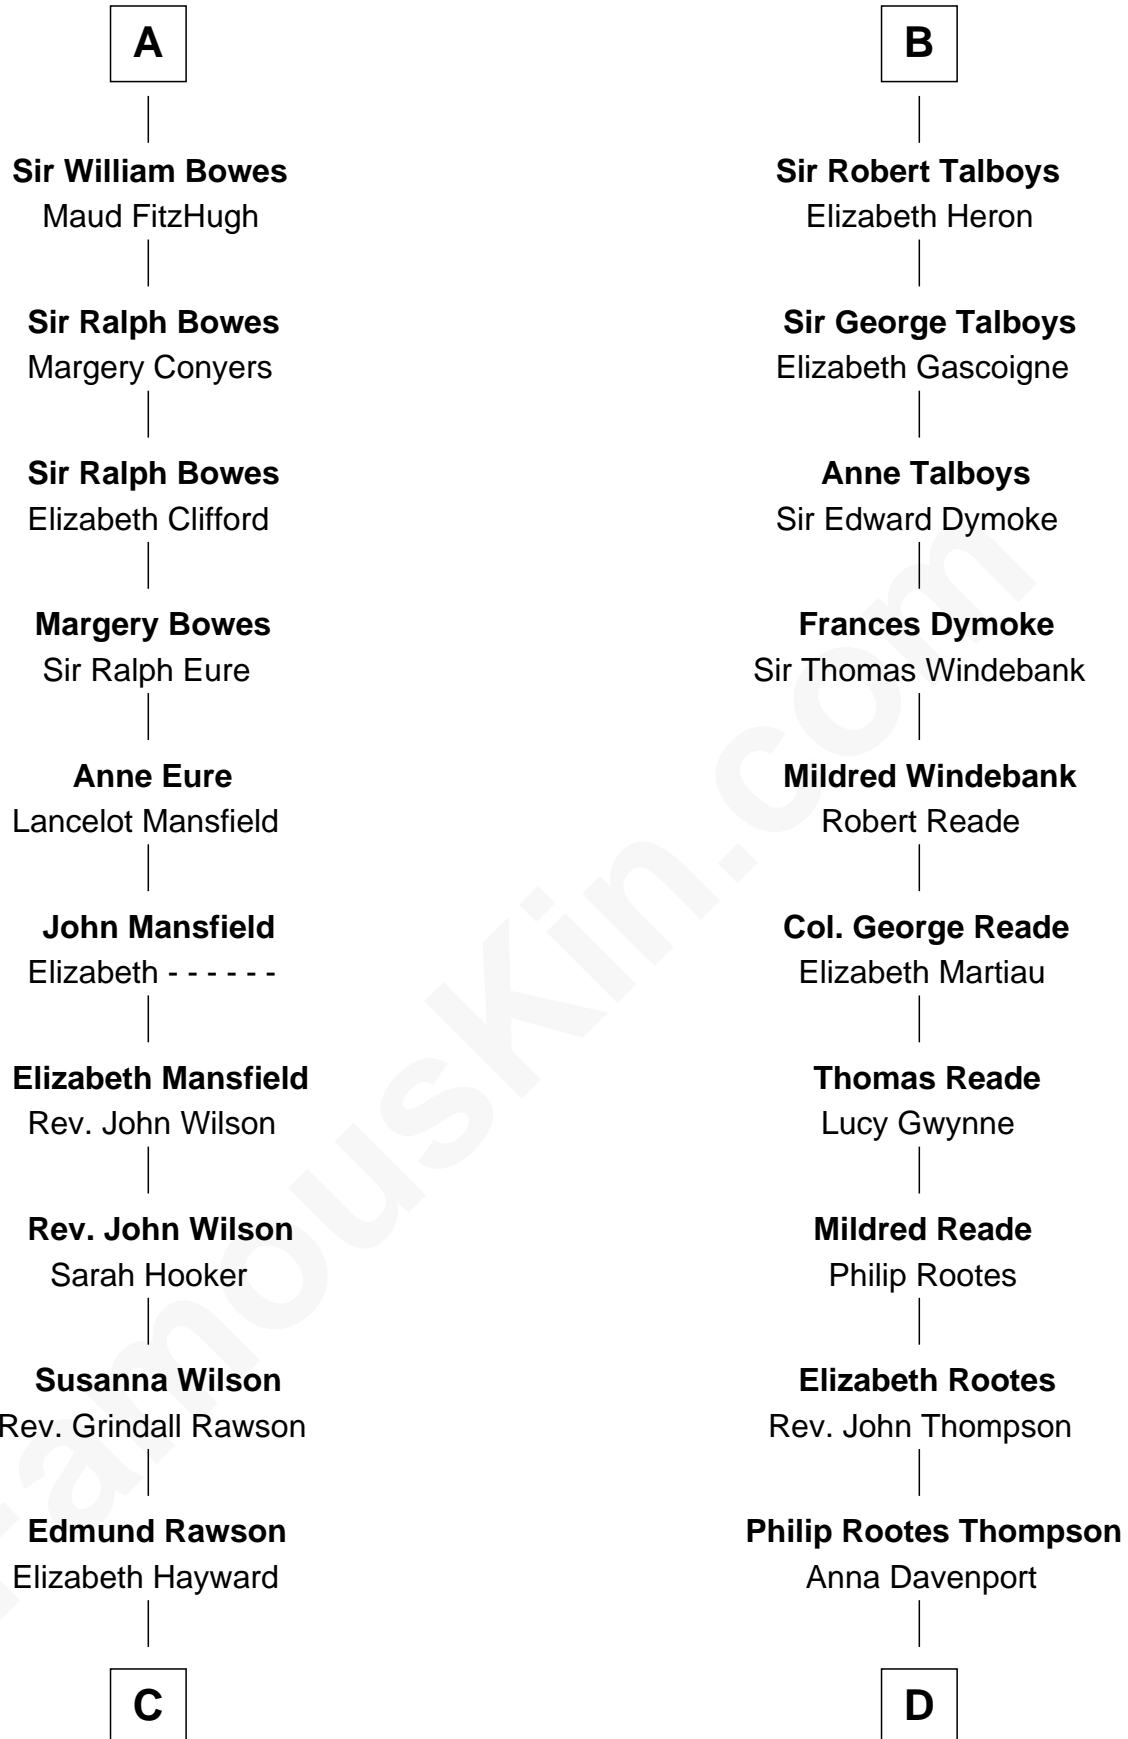 A
Sir William Bowes
Maud FitzHugh
Sir Ralph Bowes
Margery Conyers
Sir Ralph Bowes
Elizabeth Clifford
Margery Bowes
Sir Ralph Eure
Anne Eure
Lancelot Mansfield
John Mansfield
Elizabeth - - - - - -
Elizabeth Mansfield
Rev. John Wilson
Rev. John Wilson
Sarah Hooker
Susanna Wilson
Rev. Grindall Rawson
Edmund Rawson
Elizabeth Hayward
C
B
Sir Robert Talboys
Elizabeth Heron
Sir George Talboys
Elizabeth Gascoigne
Anne Talboys
Sir Edward Dymoke
Frances Dymoke
Sir Thomas Windebank
Mildred Windebank
Robert Reade
Col. George Reade
Elizabeth Martiau
Thomas Reade
Lucy Gwynne
Mildred Reade
Philip Rootes
Elizabeth Rootes
Rev. John Thompson
Philip Rootes Thompson
Anna Davenport
D
FamousKin.com